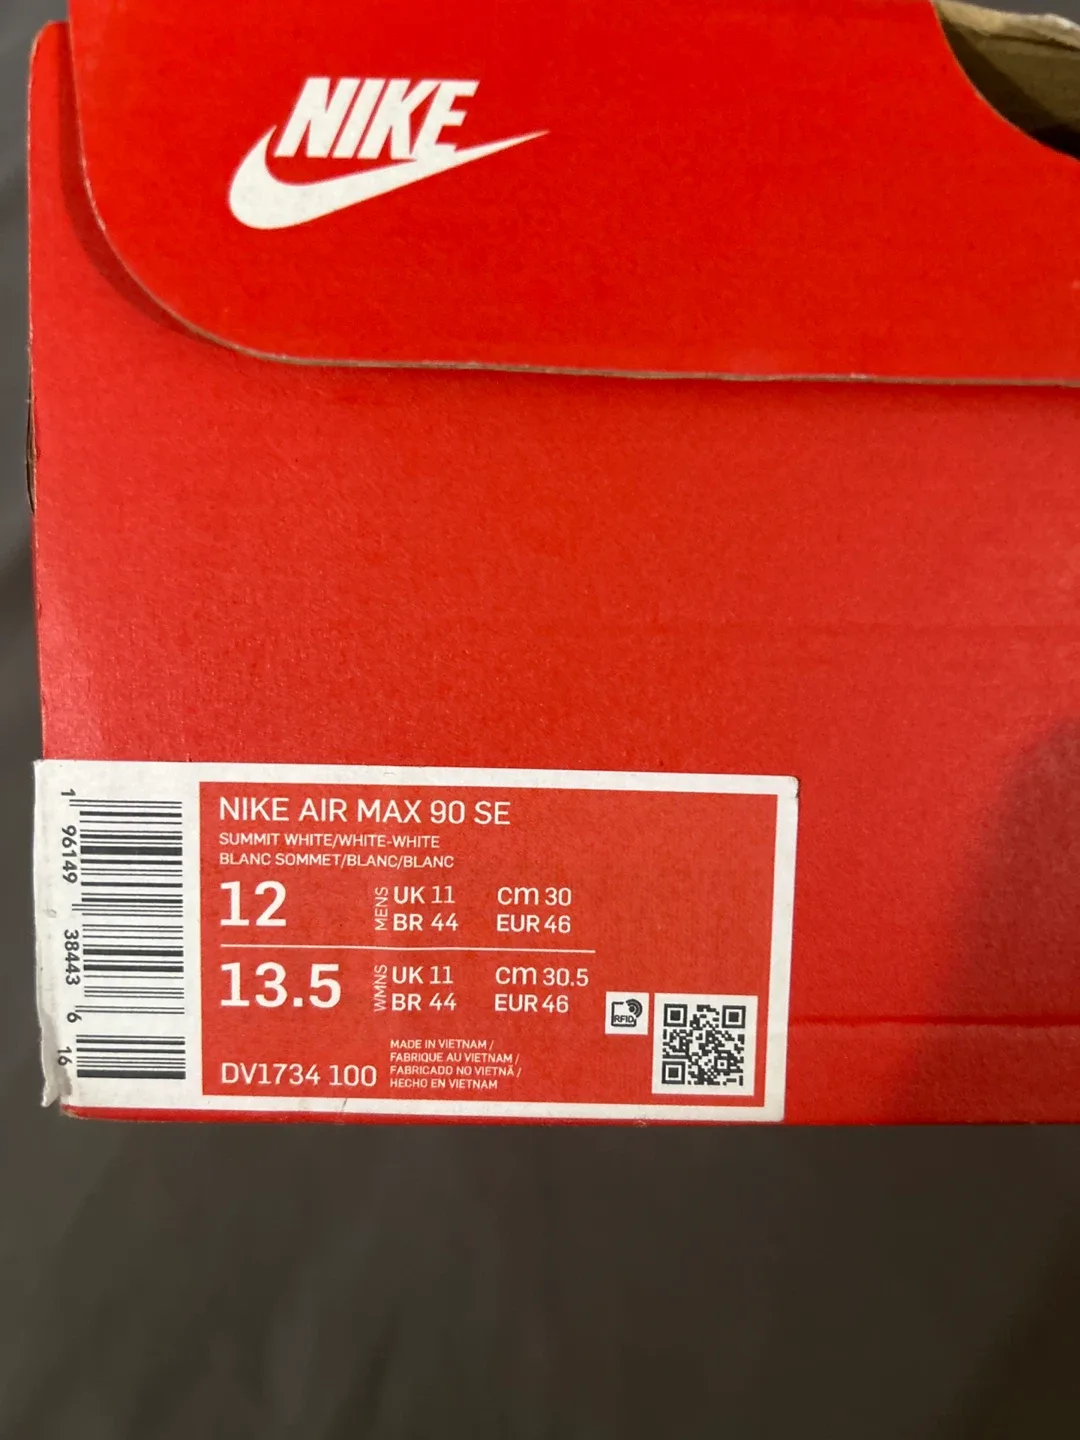 NIKE
NIKE AIR MAX 90 SE
SUMMIT WHITE/WHITE-WHITE
BLANC SOMMET/BLANC/BLANC
12
MENS
UK 11 cm 30
BR 44 EUR 46
13.5
WMNS
UK 11 cm 30.5
BR 44 EUR 46
RFID
DV1734 100
MADE IN VIETNAM /
FABRIQUE AU VIETNAM /
FABRICADO NO VIETNÃ /
HECHO EN VIETNAM
1 96149 38443 6 16